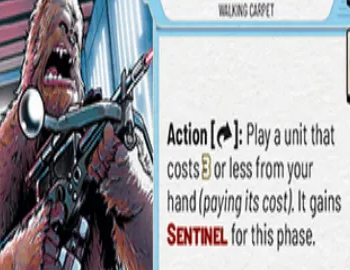 WALKING CARPET
Action [↷]: Play a unit that
costs 3 or less from your
hand (paying its cost). It gains
SENTINEL for this phase.